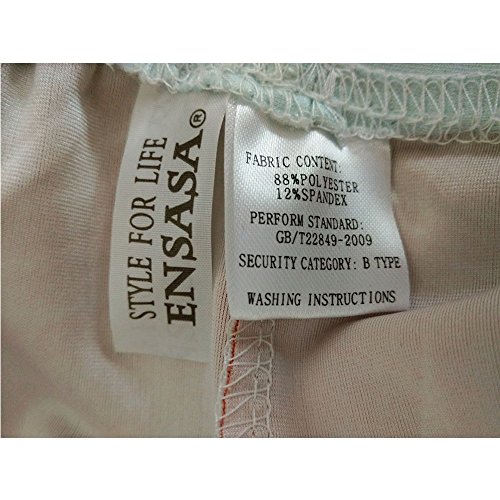 STYLE FOR LIFE
ENSASA®
FABRIC CONTENT:
88%POLYESTER
12%SPANDEX
PERFORM STANDARD:
GB/T22849-2009
SECURITY CATEGORY: B TYPE
WASHING INSTRUCTIONS